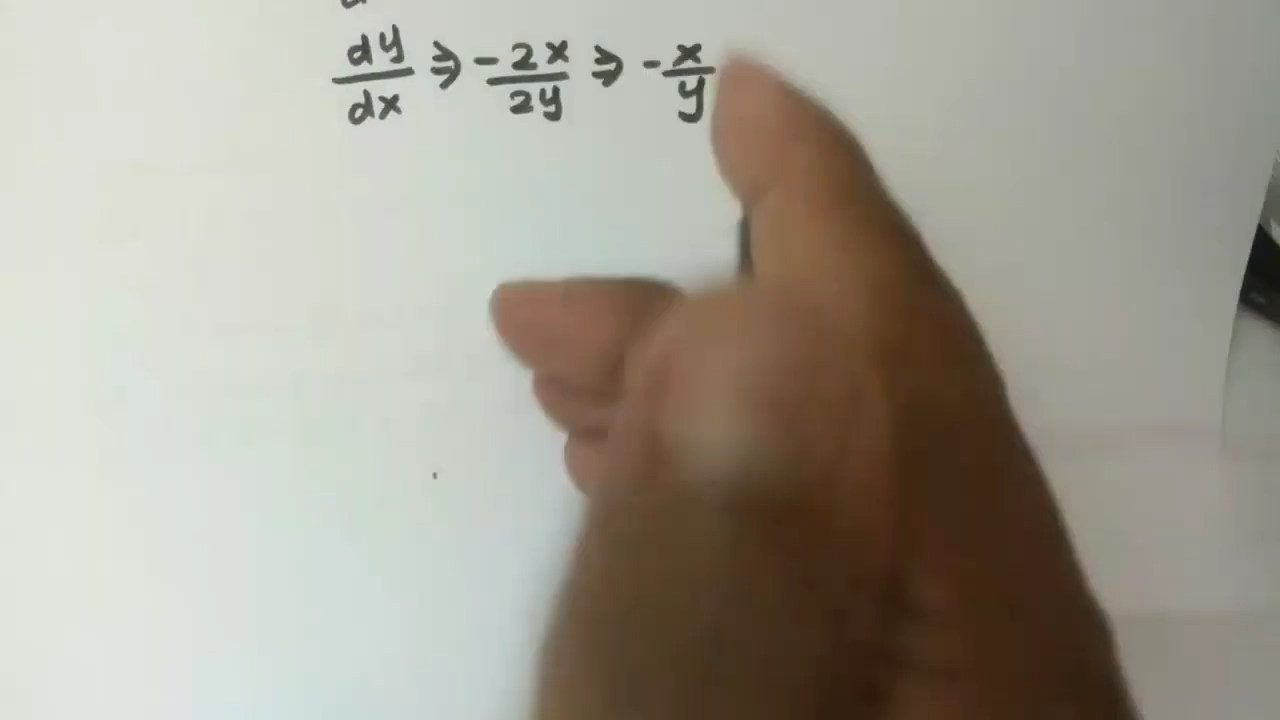 dy/dx ⇒ -2x/2y ⇒ -x/y